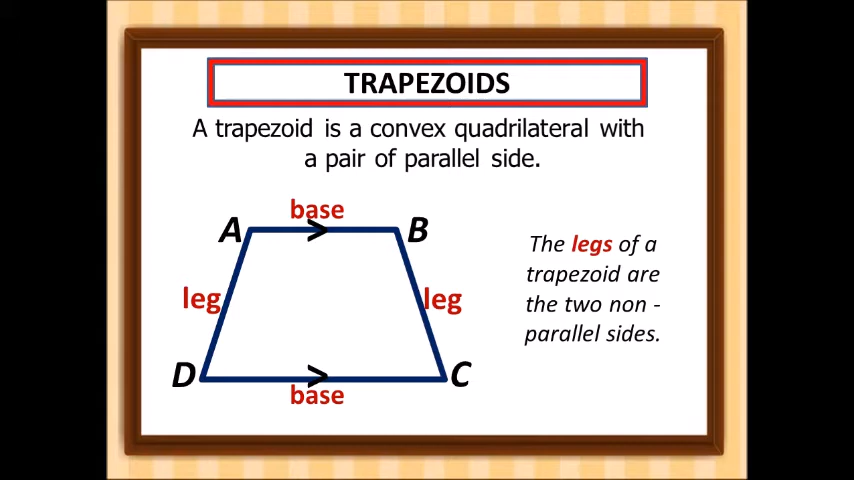 TRAPEZOIDS
A trapezoid is a convex quadrilateral with
a pair of parallel side.
base
A
B
The legs of a
trapezoid are
the two non -
parallel sides.
leg
leg
D
C
base